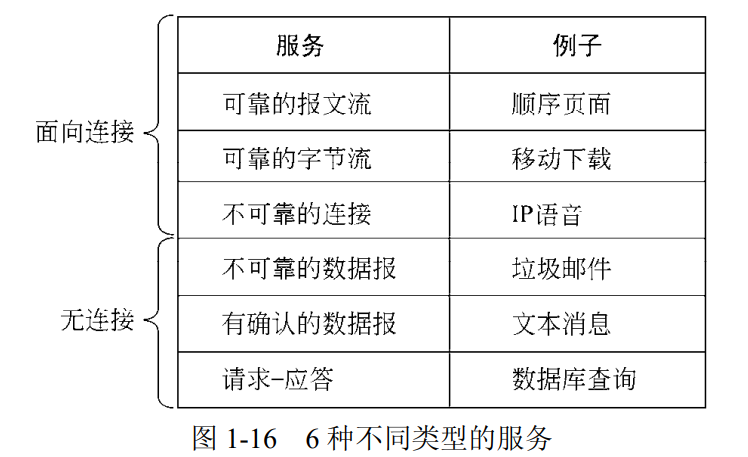 服务 例子
面向连接
可靠的报文流 顺序页面
可靠的字节流 移动下载
不可靠的连接 IP语音
无连接
不可靠的数据报 垃圾邮件
有确认的数据报 文本消息
请求-应答 数据库查询
图 1-16 6 种不同类型的服务